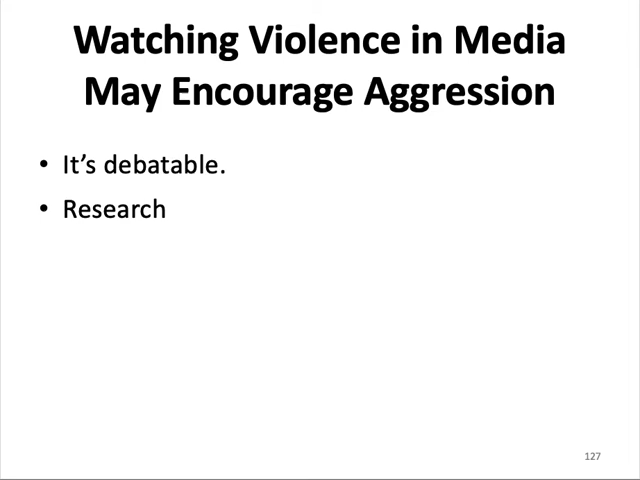 Watching Violence in Media
May Encourage Aggression
• It’s debatable.
• Research
127